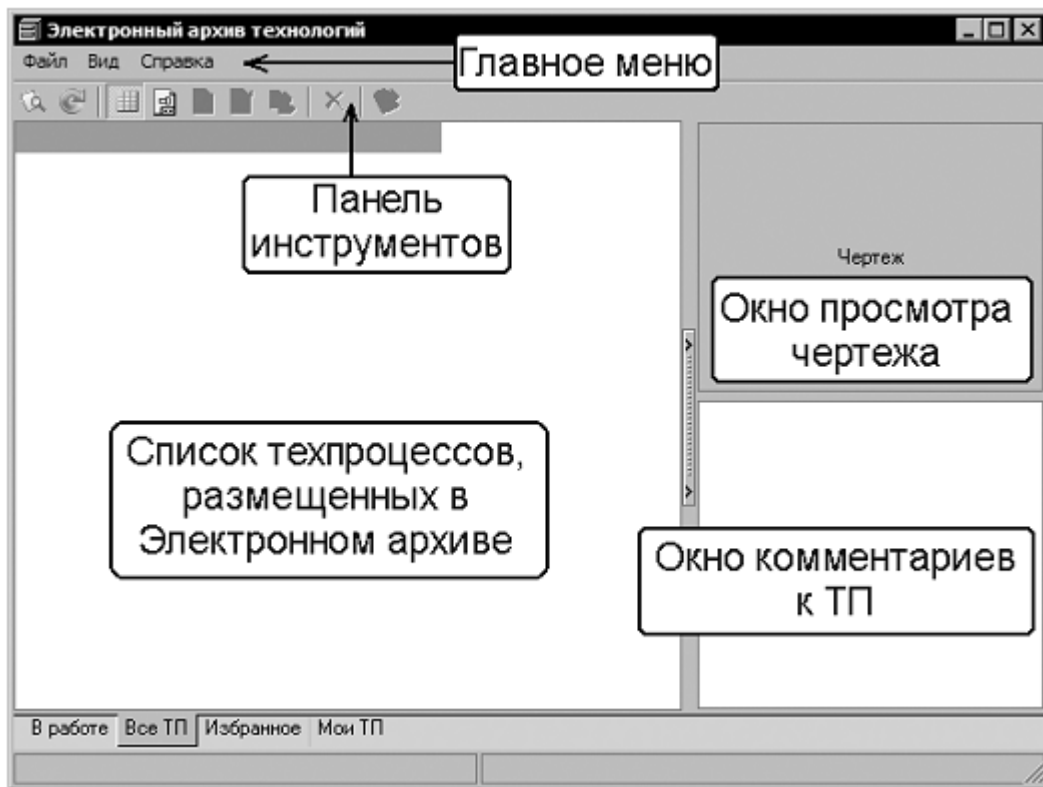 Электронный архив технологий
Файл Вид Справка
Главное меню
Панель
инструментов
Чертеж
Окно просмотра
чертежа
Список техпроцессов,
размещенных в
Электронном архиве
Окно комментариев
к ТП
В работе Все ТП Избранное Мои ТП